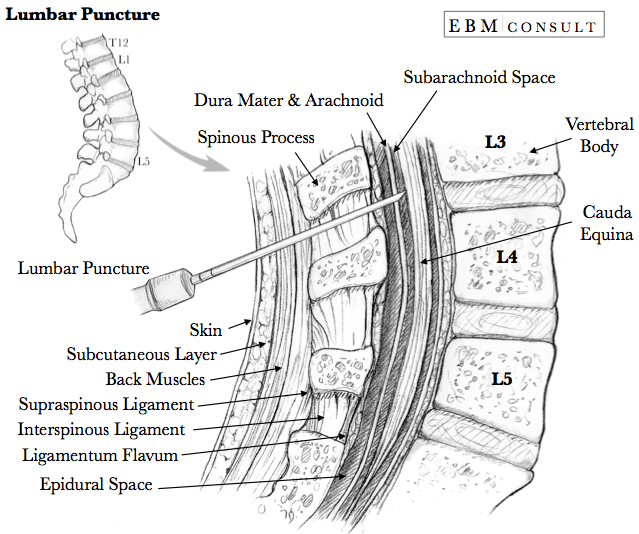 Lumbar Puncture
EBM CONSULT
T12
L1
L5
Subarachnoid Space
Dura Mater & Arachnoid
Spinous Process
L3
Vertebral
Body
Cauda
Equina
L4
Lumbar Puncture
Skin
Subcutaneous Layer
Back Muscles
L5
Supraspinous Ligament
Interspinous Ligament
Ligamentum Flavum
Epidural Space